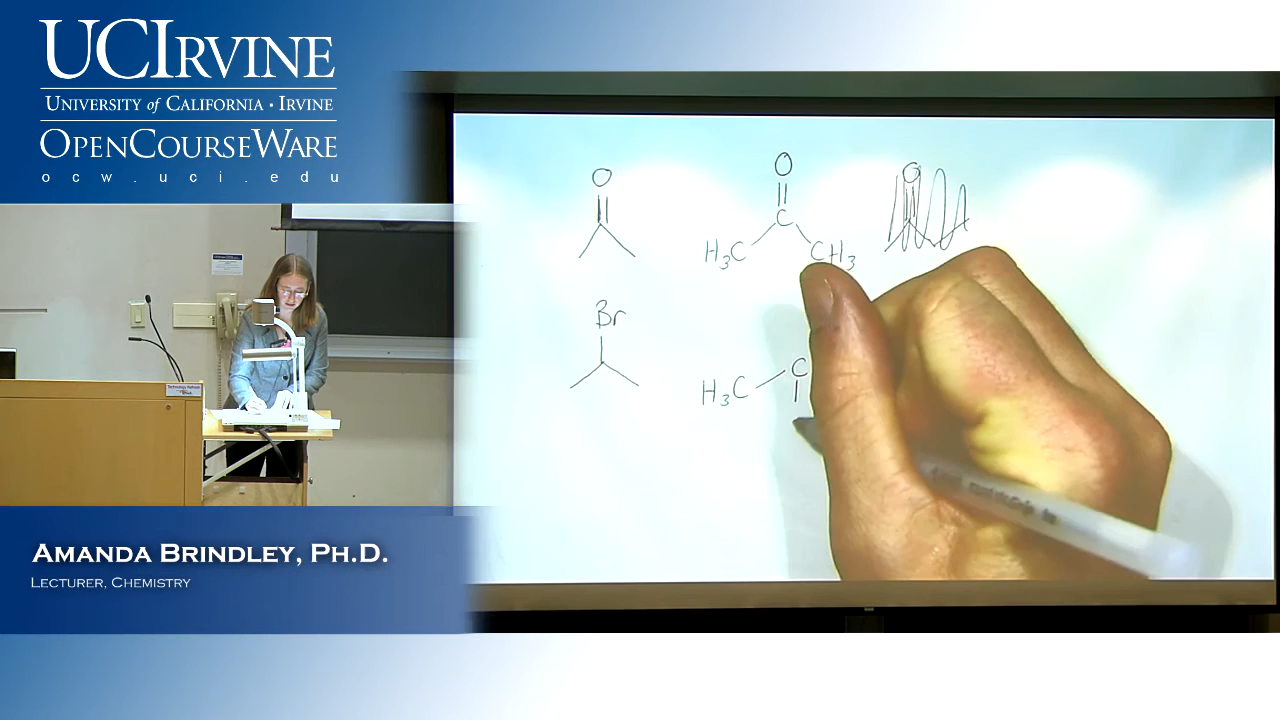 UCIRVINE
UNIVERSITY of CALIFORNIA • IRVINE
OPENCOURSEWARE
ocw.uci.edu
AMANDA BRINDLEY, PH.D.
LECTURER, CHEMISTRY
O
O
C
H3C
CH3
O
Br
H3C
C